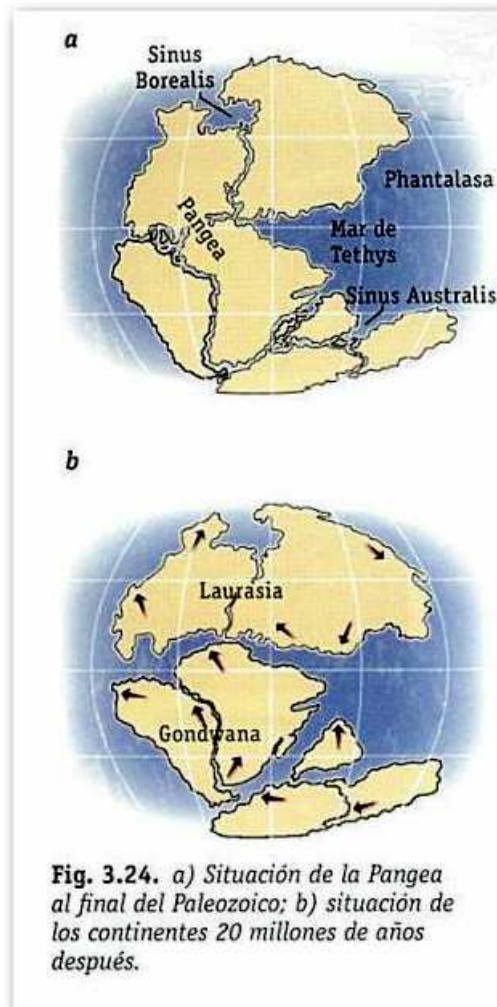 a
Sinus
Borealis
Phantalasa
Pangea
Mar de
Tethys
Sinus Australis
b
Laurasia
Gondwana
Fig. 3.24. a) Situación de la Pangea
al final del Paleozoico; b) situación de
los continentes 20 millones de años
después.